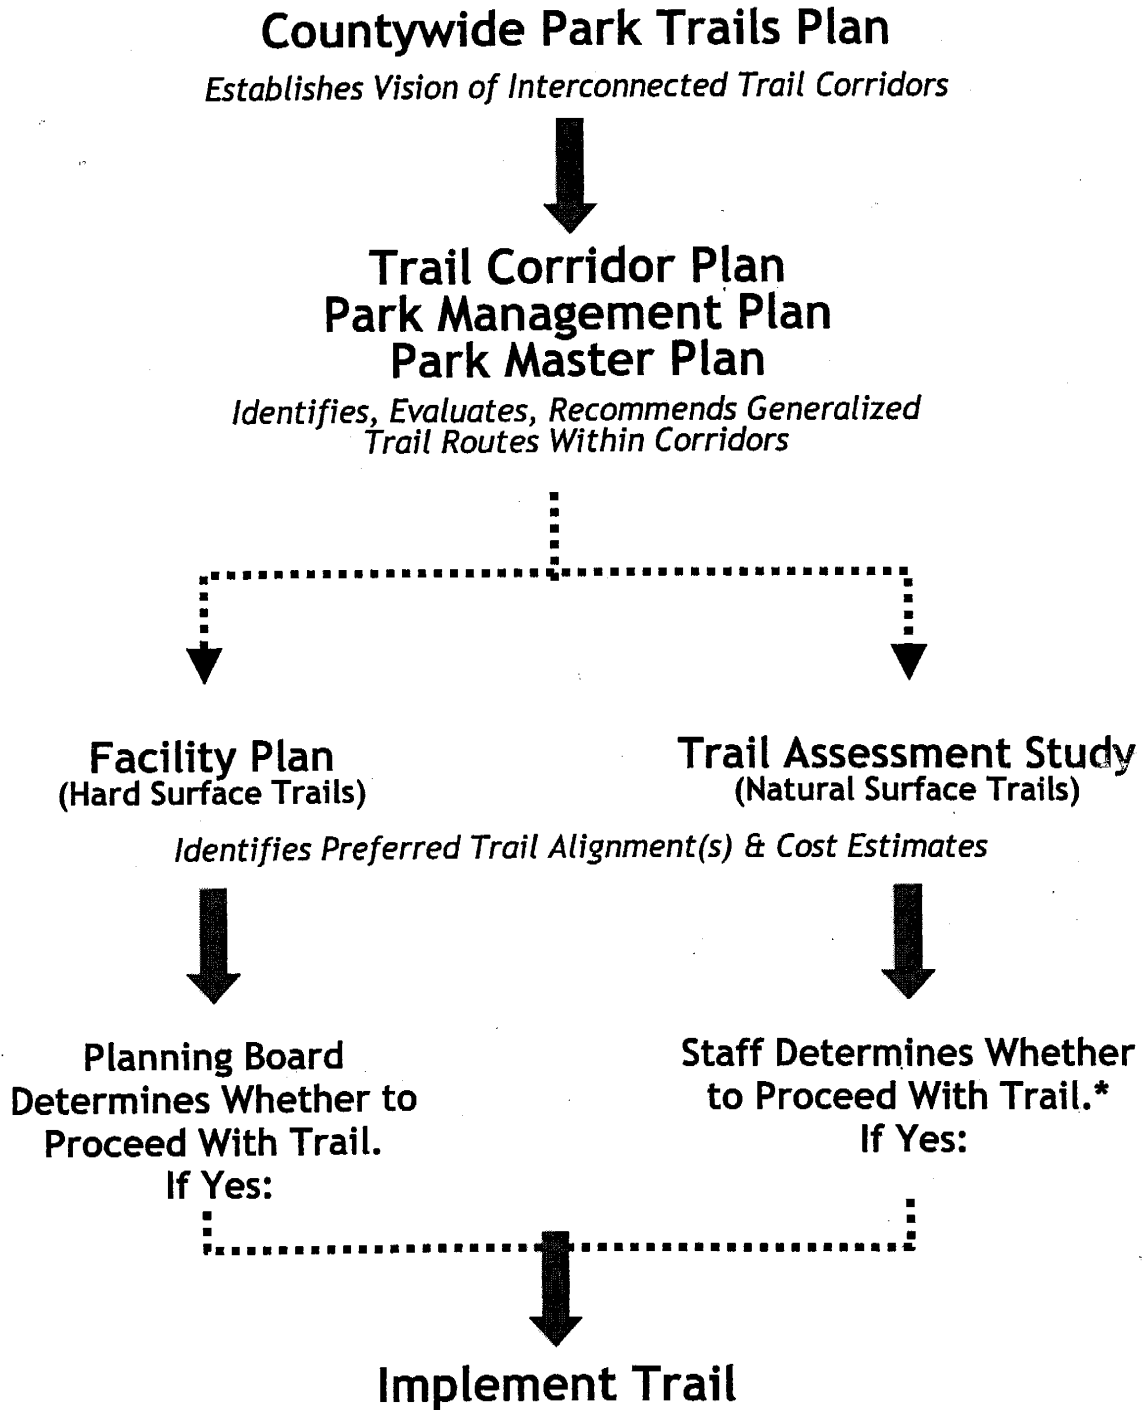 Countywide Park Trails Plan
Establishes Vision of Interconnected Trail Corridors
Trail Corridor Plan
Park Management Plan
Park Master Plan
Identifies, Evaluates, Recommends Generalized
Trail Routes Within Corridors
Facility Plan
(Hard Surface Trails)
Trail Assessment Study
(Natural Surface Trails)
Identifies Preferred Trail Alignment(s) & Cost Estimates
Planning Board
Determines Whether to
Proceed With Trail.
If Yes:
Staff Determines Whether
to Proceed With Trail.*
If Yes:
Implement Trail